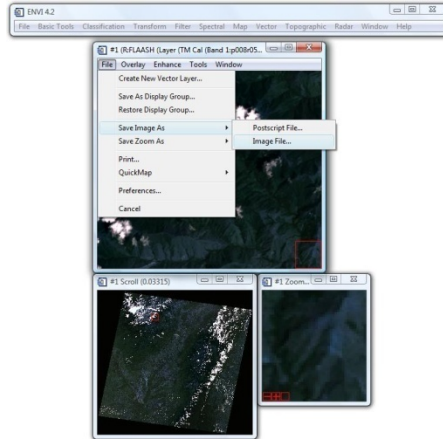 ENVI 4.2
File Basic Tools Classification Transform Filter Spectral Map Vector Topographic Radar Window Help
#1 (R:FLAASH (Layer (TM Cal (Band 1:p008r05...
File Overlay Enhance Tools Window
Create New Vector Layer...
Save As Display Group...
Restore Display Group...
Save Image As
Postscript File...
Save Zoom As
Image File...
Print...
QuickMap
Preferences...
Cancel
#1 Scroll (0.03315)
#1 Zoom...